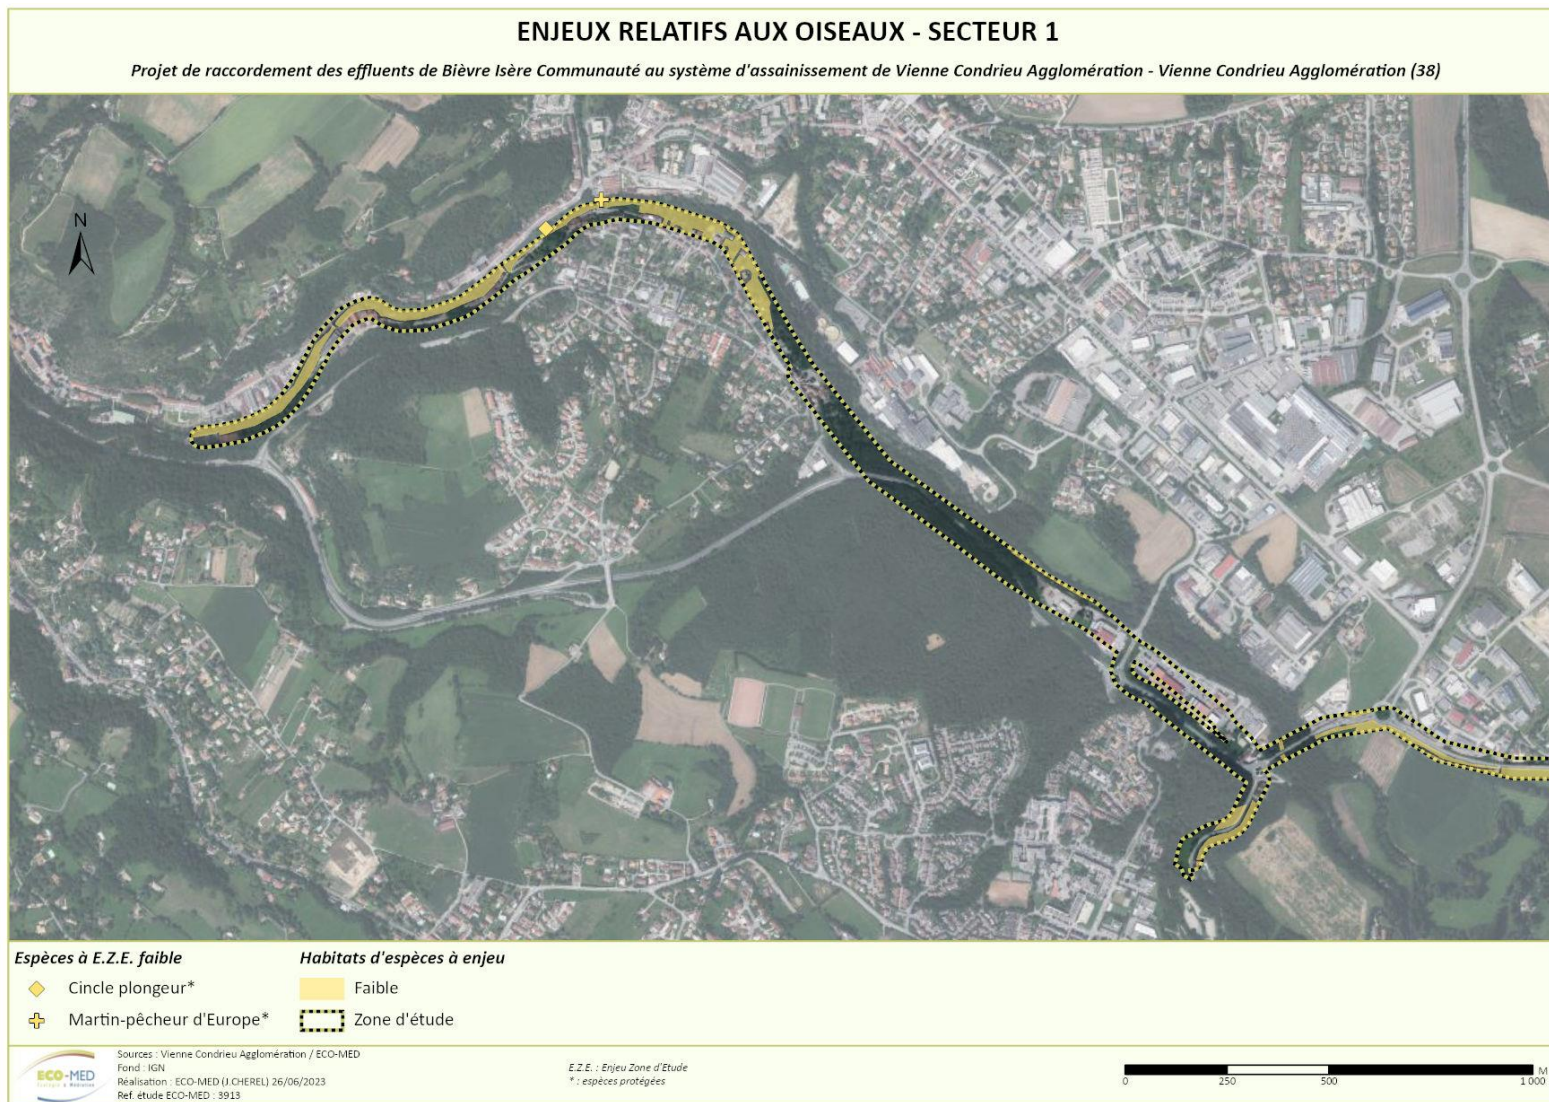 ENJEUX RELATIFS AUX OISEAUX - SECTEUR 1
Projet de raccordement des effluents de Bièvre Isère Communauté au système d'assainissement de Vienne Condrieu Agglomération - Vienne Condrieu Agglomération (38)
N
Espèces à E.Z.E. faible
Cincle plongeur*
Martin-pêcheur d'Europe*
Habitats d'espèces à enjeu
Faible
Zone d'étude
ECO-MED
Ecologie & Médiation
Sources : Vienne Condrieu Agglomération / ECO-MED
Fond : IGN
Réalisation : ECO-MED (J.CHEREL) 26/06/2023
Ref. étude ECO-MED : 3913
E.Z.E. : Enjeu Zone d'Etude
* : espèces protégées
M
0 250 500 1 000